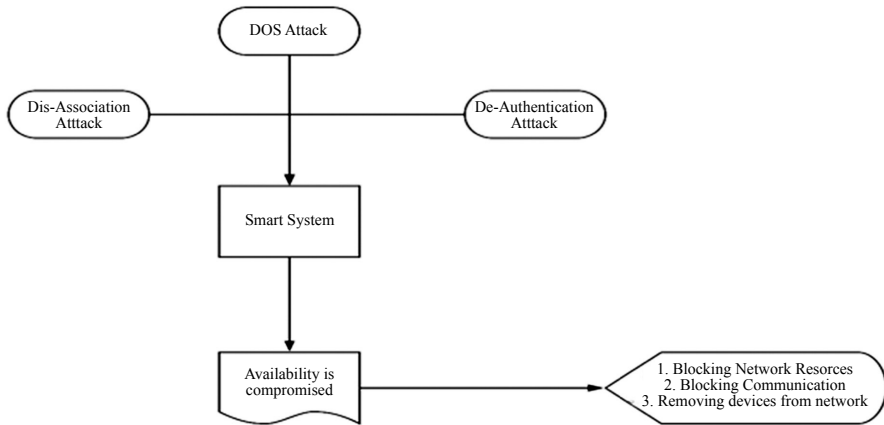 DOS Attack
Dis-Association
Atttack
De-Authentication
Atttack
Smart System
Availability is
compromised
1. Blocking Network Resorces
2. Blocking Communication
3. Removing devices from network